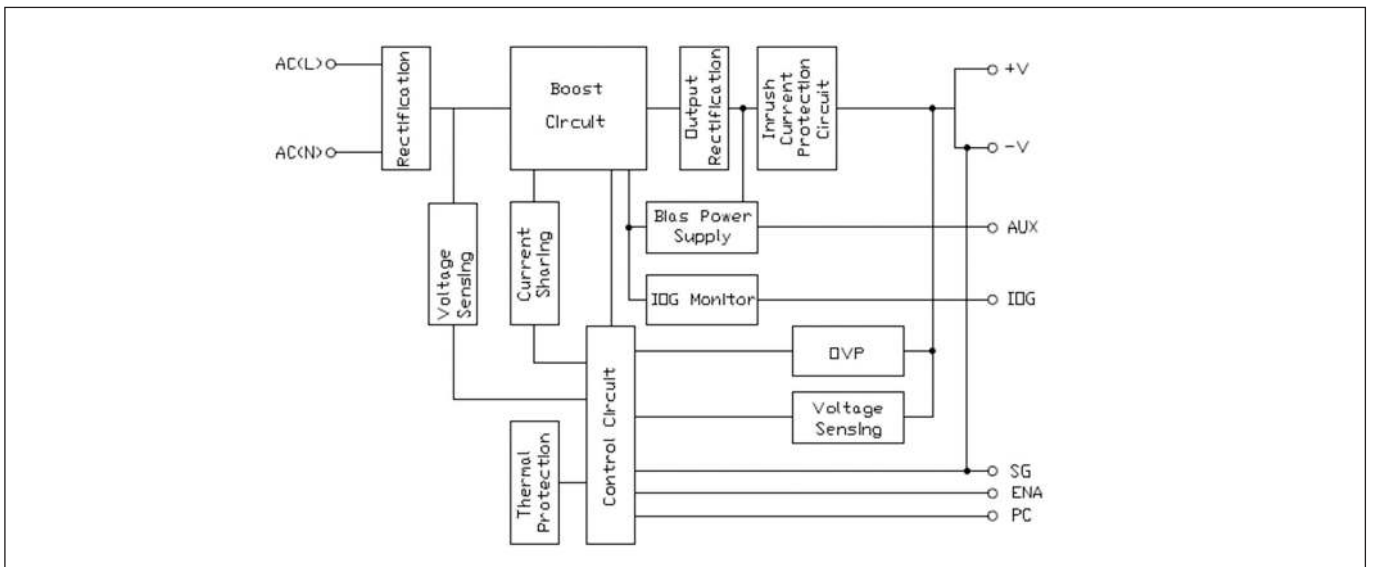 AC(L)
AC(N)
Rectification
Boost
Circuit
Output
Rectification
Inrush
Current
Protection
Circuit
+V
-V
Voltage
Sensing
Current
Sharing
Bias Power
Supply
AUX
IOG Monitor
IOG
Control Circuit
OVP
Voltage
Sensing
Thermal
Protection
SG
ENA
PC